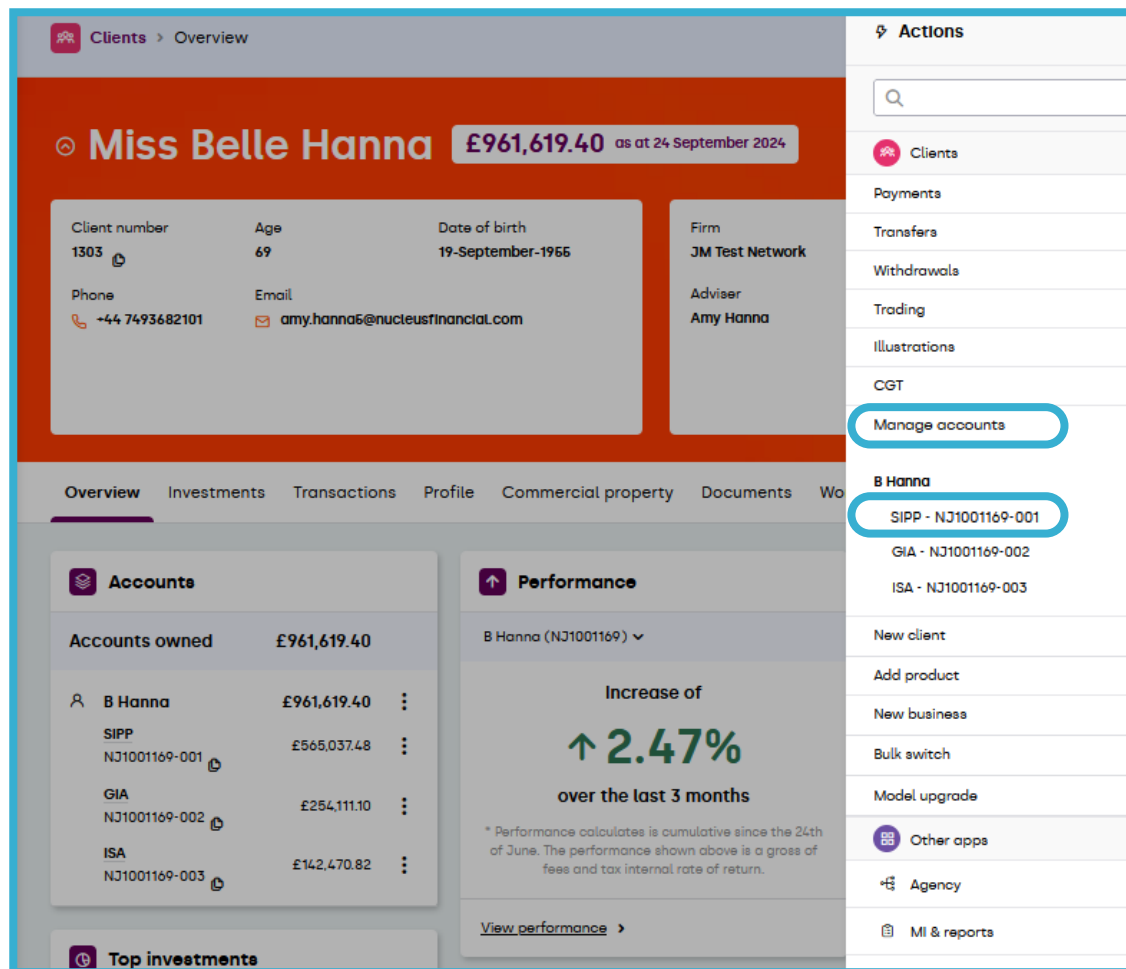 Clients > Overview
Miss Belle Hanna £961,619.40 as at 24 September 2024
Client number Age Date of birth
1303 69 19-September-1955
Phone Email
+44 7493682101 amy.hanna5@nucleusfinancial.com
Firm
JM Test Network
Adviser
Amy Hanna
Overview Investments Transactions Profile Commercial property Documents Wo
Accounts
Accounts owned £961,619.40
B Hanna £961,619.40
SIPP
NJ1001169-001 £565,037.48
GIA
NJ1001169-002 £254,111.10
ISA
NJ1001169-003 £142,470.82
Top investments
Performance
B Hanna (NJ1001169)
Increase of
2.47%
over the last 3 months
* Performance calculates is cumulative since the 24th
of June. The performance shown above is a gross of
fees and tax internal rate of return.
View performance >
Actions
Clients
Payments
Transfers
Withdrawals
Trading
Illustrations
CGT
Manage accounts
B Hanna
SIPP - NJ1001169-001
GIA - NJ1001169-002
ISA - NJ1001169-003
New client
Add product
New business
Bulk switch
Model upgrade
Other apps
Agency
MI & reports